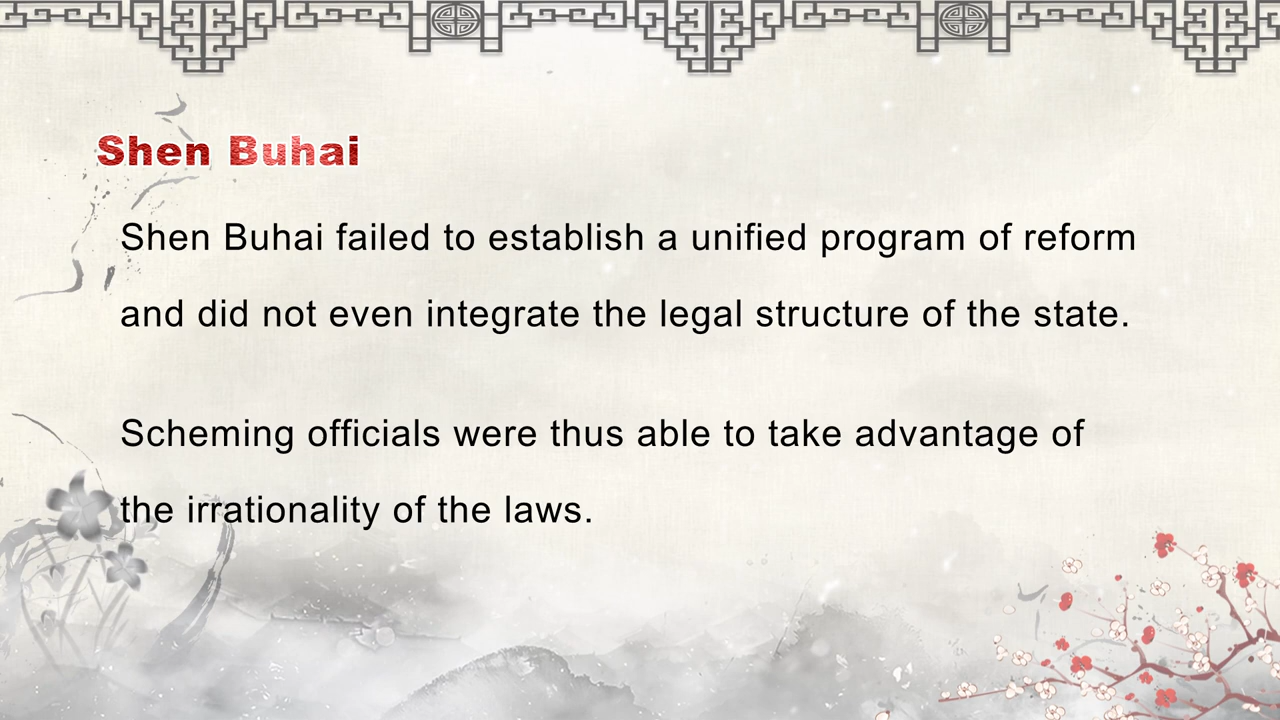 Shen Buhai
Shen Buhai failed to establish a unified program of reform
and did not even integrate the legal structure of the state.
Scheming officials were thus able to take advantage of
the irrationality of the laws.